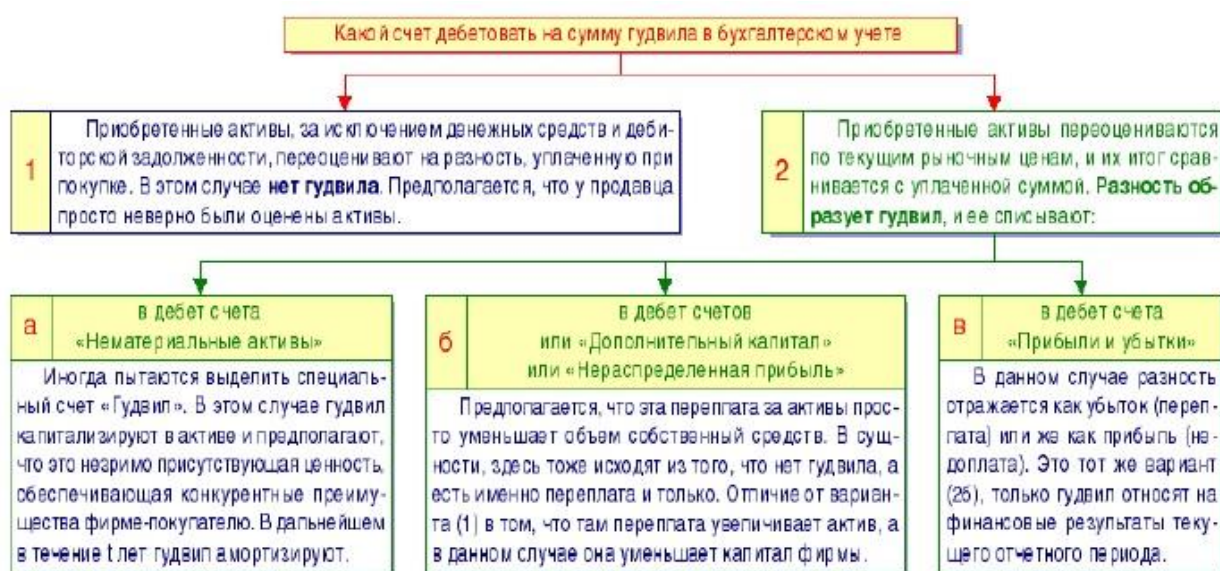 Какой счет дебетовать на сумму гудвила в бухгалтерском учете
1
Приобретенные активы, за исключением денежных средств и деби-
торской задолженности, переоценивают на разность, уплаченную при
покупке. В этом случае нет гудвила. Предполагается, что у продавца
просто неверно были оценены активы.
2
Приобретенные активы переоцениваются
по текущим рыночным ценам, и их итог срав-
нивается с уплаченной суммой. Разность об-
разует гудвил, и ее списывают:
а
в дебет счета
«Нематериальные активы»
Иногда пытаются выделить специаль-
ный счет «Гудвил». В этом случае гудвил
капитализируют в активе и предполагают,
что это незримо присутствующая ценность,
обеспечивающая конкурентные преиму-
щества фирме-покупателю. В дальнейшем
в течение t лет гудвил амортизируют.
б
в дебет счетов
или «Дополнительный капитал»
или «Нераспределенная прибыль»
Предполагается, что эта переплата за активы прос-
то уменьшает объем собственный средств. В сущ-
ности, здесь тоже исходят из того, что нет гудвила, а
есть именно переплата и только. Отличие от вариан-
та (1) в том, что там переплата увеличивает актив, а
в данном случае она уменьшает капитал фирмы.
в
в дебет счета
«Прибыли и убытки»
В данном случае разность
отражается как убыток (переп-
лата) или же как прибыль (не-
доплата). Это тот же вариант
(2б), только гудвил относят на
финансовые результаты теку-
щего отчетного периода.